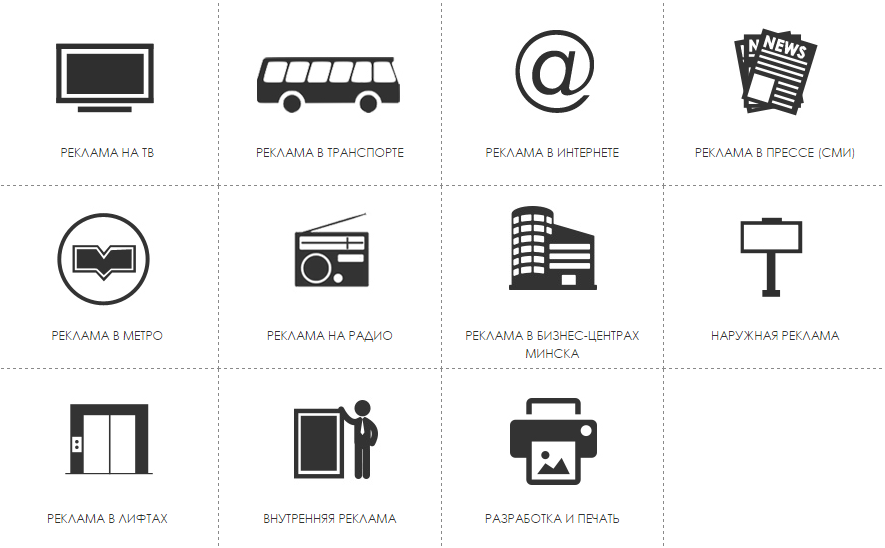 NEWS
РЕКЛАМА НА ТВ
РЕКЛАМА В ТРАНСПОРТЕ
РЕКЛАМА В ИНТЕРНЕТЕ
РЕКЛАМА В ПРЕССЕ (СМИ)
РЕКЛАМА В МЕТРО
РЕКЛАМА НА РАДИО
РЕКЛАМА В БИЗНЕС-ЦЕНТРАХ
МИНСКА
НАРУЖНАЯ РЕКЛАМА
РЕКЛАМА В ЛИФТАХ
ВНУТРЕННЯЯ РЕКЛАМА
РАЗРАБОТКА И ПЕЧАТЬ